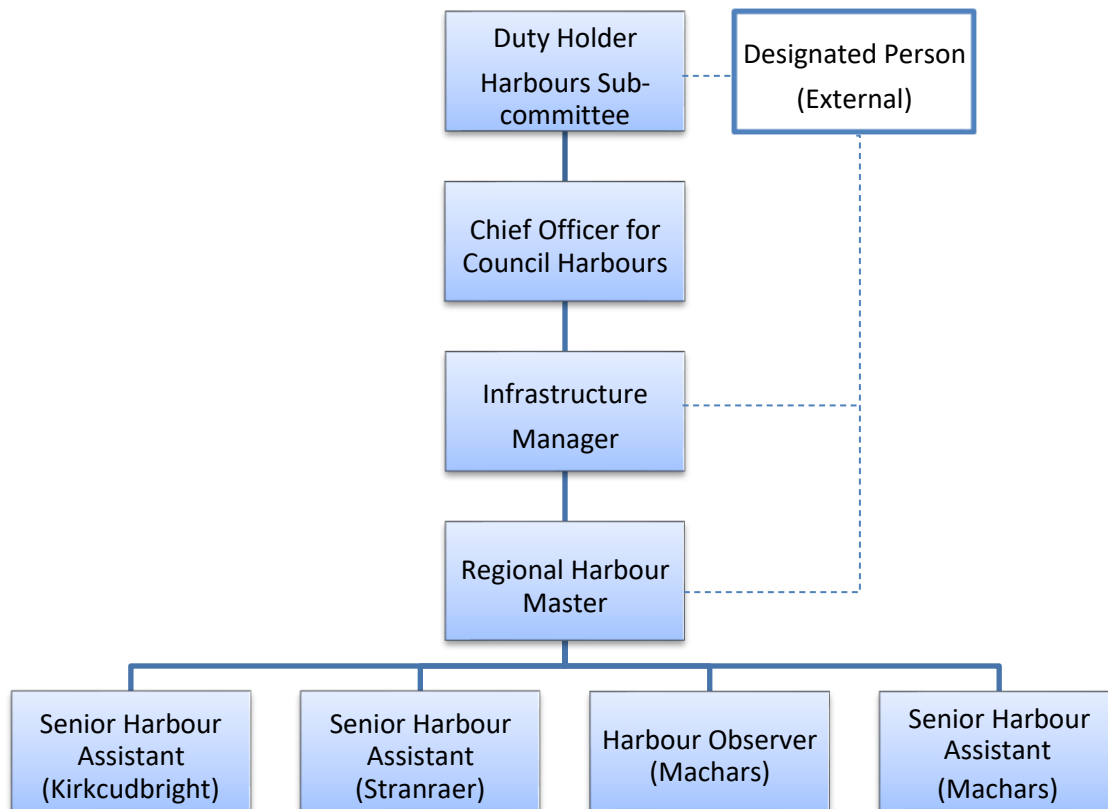 Duty Holder
Harbours Sub-
committee
Designated Person
(External)
Chief Officer for
Council Harbours
Infrastructure
Manager
Regional Harbour
Master
Senior Harbour
Assistant
(Kirkcudbright)
Senior Harbour
Assistant
(Stranraer)
Harbour Observer
(Machars)
Senior Harbour
Assistant
(Machars)